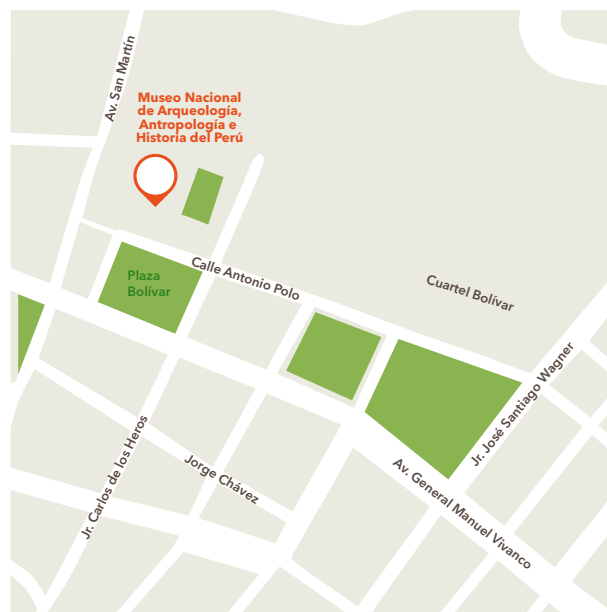 Av. San Martín
Museo Nacional
de Arqueología,
Antropología e
Historia del Perú
Plaza
Bolívar
Calle Antonio Polo
Cuartel Bolívar
Jr. José Santiago Wagner
Jr. Carlos de los Heros
Jorge Chávez
Av. General Manuel Vivanco